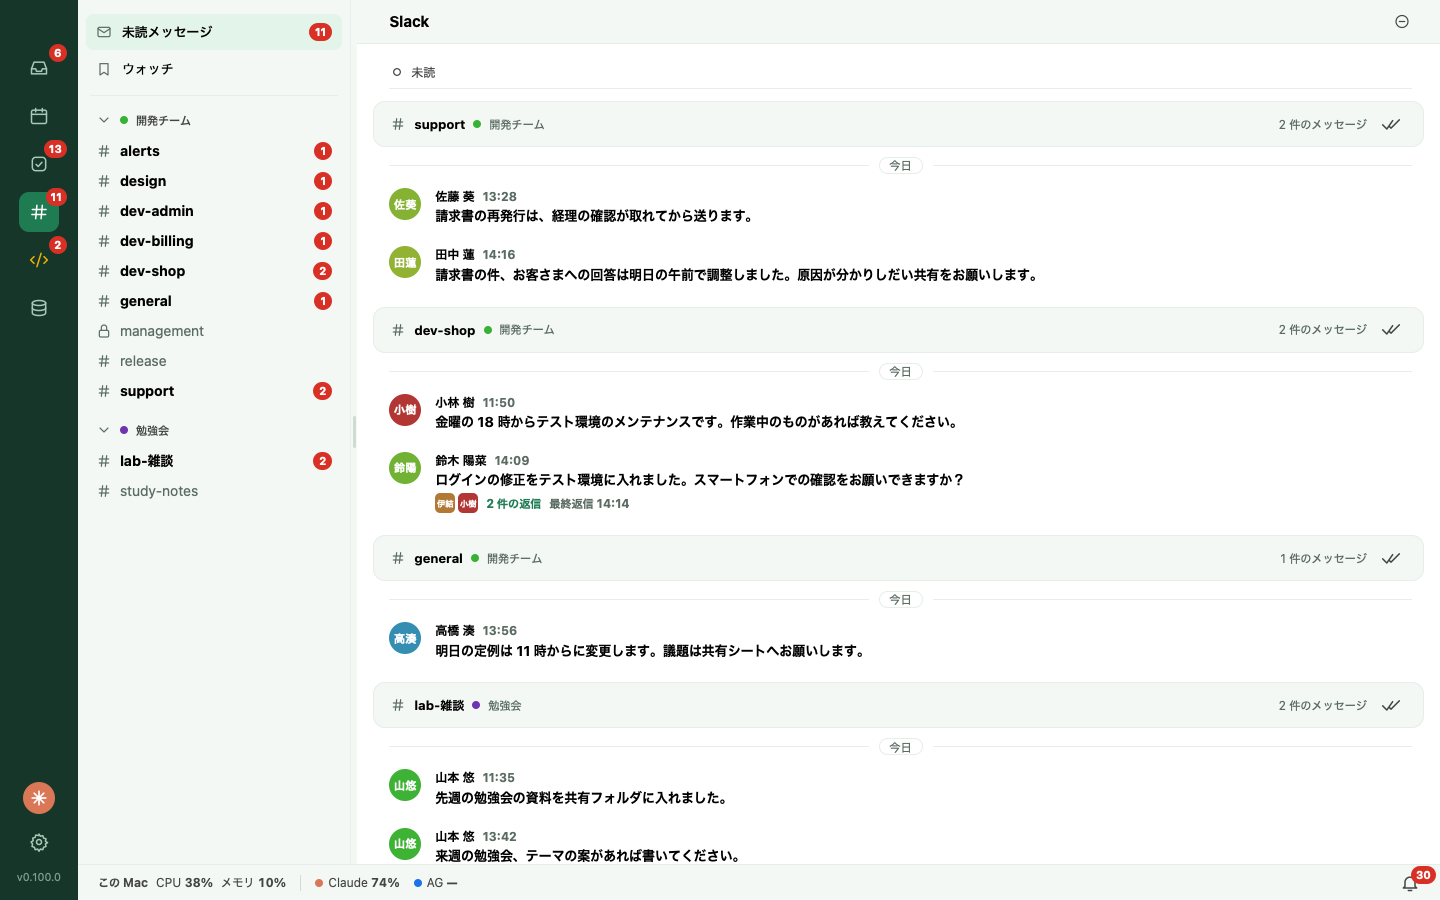 6
13
11
2
v0.100.0
未読メッセージ 11
ウォッチ
開発チーム
# alerts 1
# design 1
# dev-admin 1
# dev-billing 1
# dev-shop 2
# general 1
management
# release
# support 2
勉強会
# lab-雑談 2
# study-notes
Slack
未読
# support 開発チーム 2 件のメッセージ
今日
佐葵 佐藤 葵 13:28
請求書の再発行は、経理の確認が取れてから送ります。
田蓮 田中 蓮 14:16
請求書の件、お客さまへの回答は明日の午前で調整しました。原因が分かりしだい共有をお願いします。
# dev-shop 開発チーム 2 件のメッセージ
今日
小樹 小林 樹 11:50
金曜の 18 時からテスト環境のメンテナンスです。作業中のものがあれば教えてください。
鈴陽 鈴木 陽菜 14:09
ログインの修正をテスト環境に入れました。スマートフォンでの確認をお願いできますか？
伊結 小樹 2 件の返信 最終返信 14:14
# general 開発チーム 1 件のメッセージ
今日
高湊 高橋 湊 13:56
明日の定例は 11 時からに変更します。議題は共有シートへお願いします。
# lab-雑談 勉強会 2 件のメッセージ
今日
山悠 山本 悠 11:35
先週の勉強会の資料を共有フォルダに入れました。
山悠 山本 悠 13:42
来週の勉強会、テーマの案があれば書いてください。
この Mac CPU 38% メモリ 10% Claude 74% AG —
30